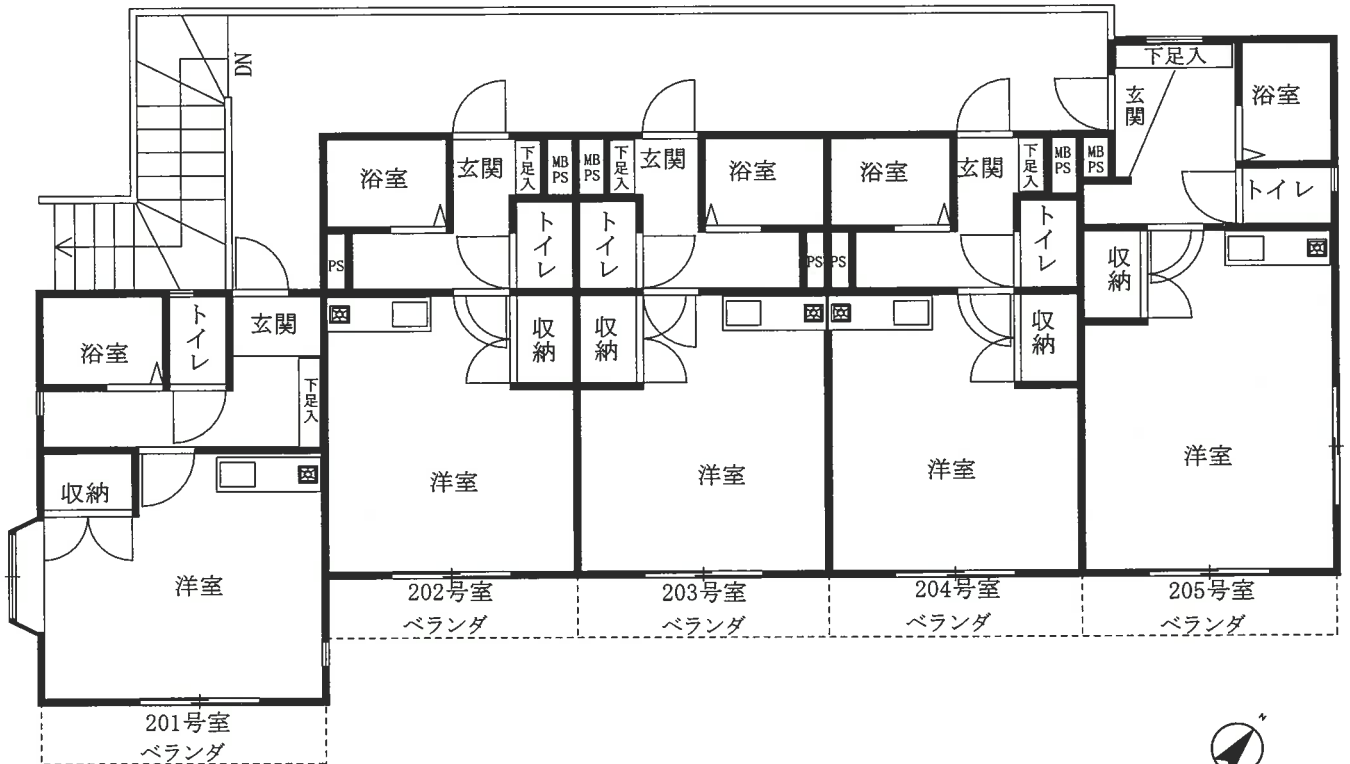 DN
下足入
玄関
浴室
トイレ
収納
洋室
205号室
ベランダ
浴室
玄関
下足入
MB
PS
トイレ
PS
収納
洋室
202号室
ベランダ
MB
PS
下足入
玄関
浴室
トイレ
PS
収納
洋室
203号室
ベランダ
浴室
玄関
下足入
MB
PS
トイレ
PS
収納
洋室
204号室
ベランダ
MB
PS
浴室
トイレ
玄関
下足入
収納
洋室
201号室
ベランダ
N